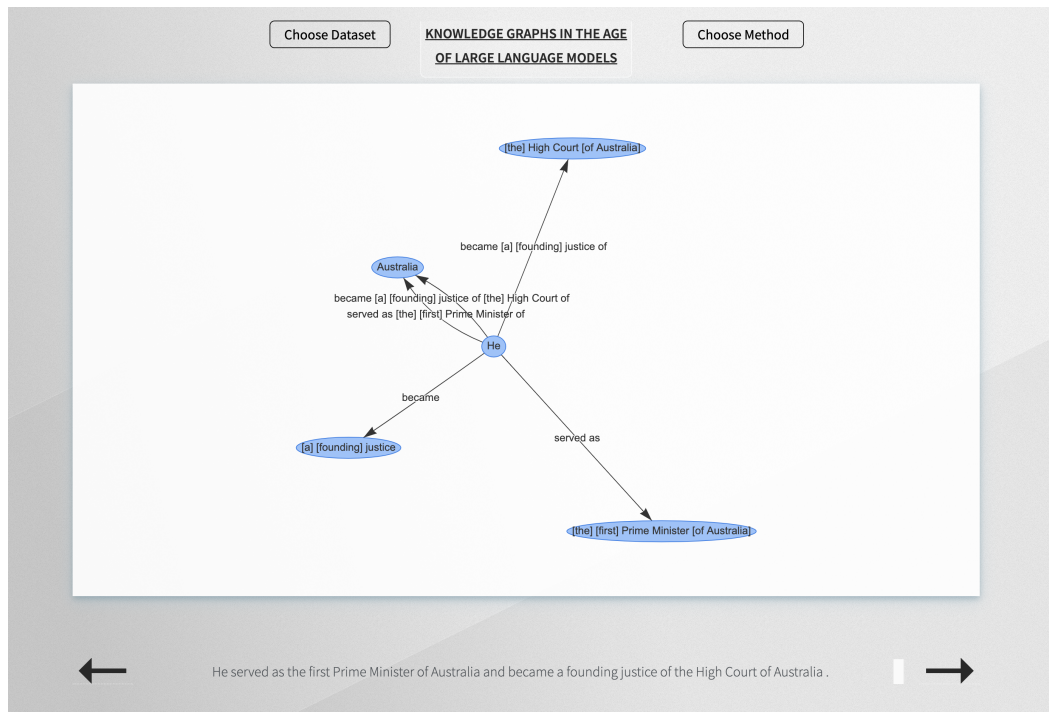 Choose Dataset
KNOWLEDGE GRAPHS IN THE AGE
OF LARGE LANGUAGE MODELS
Choose Method
[the] High Court [of Australia]
became [a] [founding] justice of
Australia
became [a] [founding] justice of [the] High Court of
served as [the] [first] Prime Minister of
He
became
served as
[a] [founding] justice
[the] [first] Prime Minister [of Australia]
He served as the first Prime Minister of Australia and became a founding justice of the High Court of Australia .